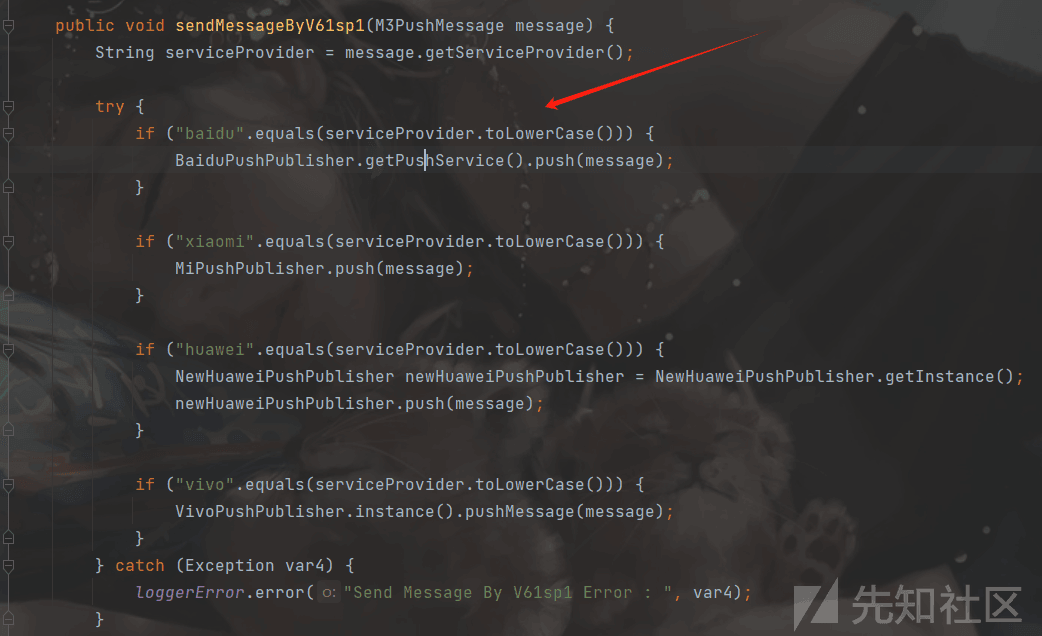 public void sendMessageByV61sp1(M3PushMessage message) {
String serviceProvider = message.getServiceProvider();
try {
if ("baidu".equals(serviceProvider.toLowerCase())) {
BaiduPushPublisher.getPushService().push(message);
}
if ("xiaomi".equals(serviceProvider.toLowerCase())) {
MiPushPublisher.push(message);
}
if ("huawei".equals(serviceProvider.toLowerCase())) {
NewHuaweiPushPublisher newHuaweiPushPublisher = NewHuaweiPushPublisher.getInstance();
newHuaweiPushPublisher.push(message);
}
if ("vivo".equals(serviceProvider.toLowerCase())) {
VivoPushPublisher.instance().pushMessage(message);
}
} catch (Exception var4) {
loggerError.error( o: "Send Message By V61sp1 Error : ", var4);
}
先知社区